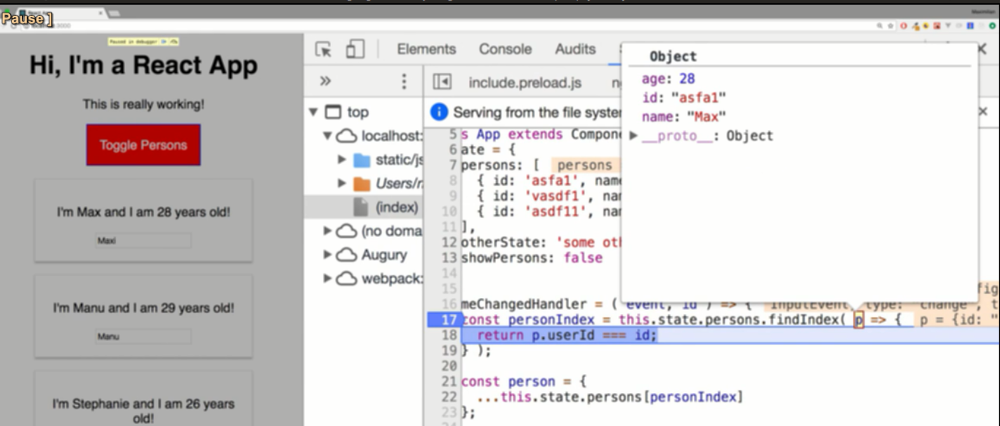 Pause ]
Paused in debugger
Hi, I'm a React App
This is really working!
Toggle Persons
I'm Max and I am 28 years old!
Maxi
I'm Manu and I am 29 years old!
Manu
I'm Stephanie and I am 26 years
old!
Elements Console Audits
include.preload.js
Serving from the file syste
top
localhost:
static/js
Users/
(index)
(no doma
Augury
webpack:
5 s App extends Compon
6 ate = {
7 persons: [ persons
8 { id: 'asfa1', nam
9 { id: 'vasdf1', na
10 { id: 'asdf11', na
11 ],
12 otherState: 'some ot
13 showPersons: false
14
15
16 meChangedHandler = ( event, id ) => { InputEvent, type: "change", t
17 const personIndex = this.state.persons.findIndex( p => { p = {id: "
18 return p.userId === id;
19 } );
20
21 const person = {
22 ...this.state.persons[personIndex]
23 };
Object
age: 28
id: "asfa1"
name: "Max"
__proto__: Object